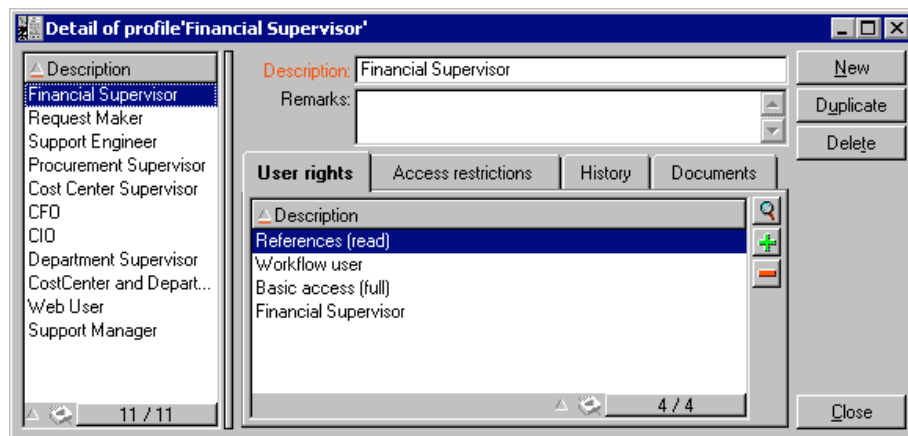 Detail of profile'Financial Supervisor'
Description
Financial Supervisor
Request Maker
Support Engineer
Procurement Supervisor
Cost Center Supervisor
CFO
CIO
Department Supervisor
CostCenter and Depart...
Web User
Support Manager
11 / 11
Description: Financial Supervisor
Remarks:
User rights Access restrictions History Documents
Description
References (read)
Workflow user
Basic access (full)
Financial Supervisor
4 / 4
New
Duplicate
Delete
Close